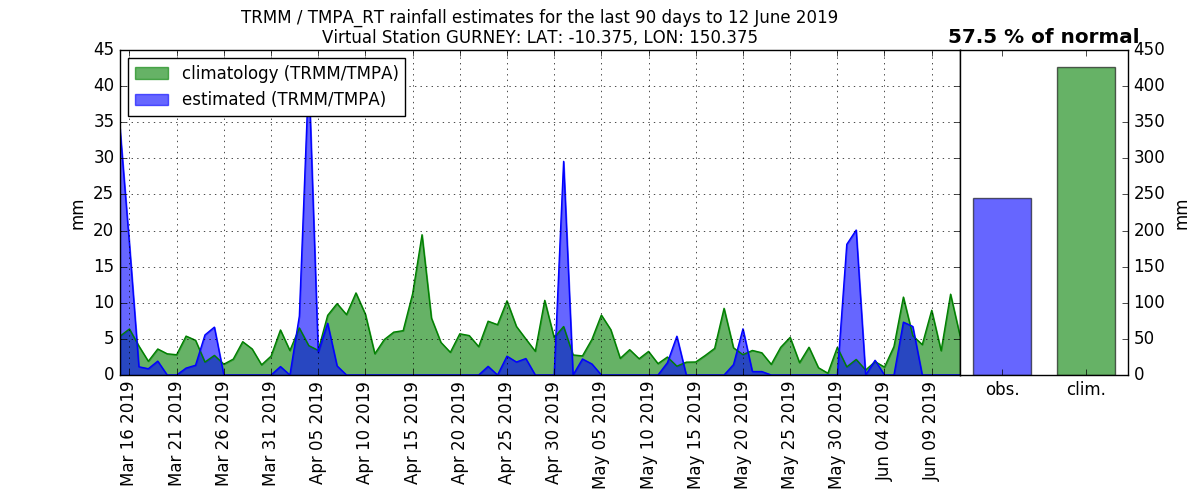 TRMM / TMPA_RT rainfall estimates for the last 90 days to 12 June 2019
Virtual Station GURNEY: LAT: -10.375, LON: 150.375
57.5 % of normal
climatology (TRMM/TMPA)
estimated (TRMM/TMPA)
45
40
35
30
25
20
15
10
5
0
mm
450
400
350
300
250
200
150
100
50
0
mm
Mar 16 2019
Mar 21 2019
Mar 26 2019
Mar 31 2019
Apr 05 2019
Apr 10 2019
Apr 15 2019
Apr 20 2019
Apr 25 2019
Apr 30 2019
May 05 2019
May 10 2019
May 15 2019
May 20 2019
May 25 2019
May 30 2019
Jun 04 2019
Jun 09 2019
obs.
clim.